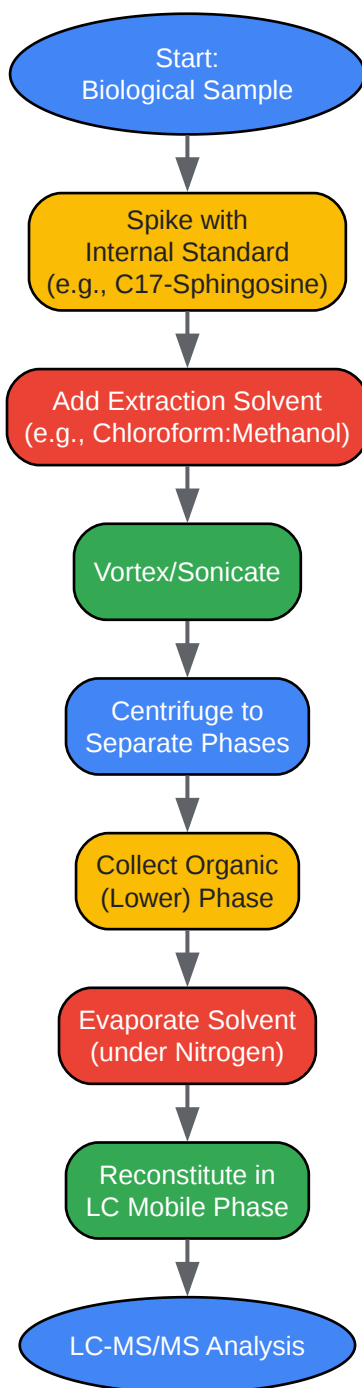 Start:
Biological Sample
Spike with
Internal Standard
(e.g., C17-Sphingosine)
Add Extraction Solvent
(e.g., Chloroform:Methanol)
Vortex/Sonicate
Centrifuge to
Separate Phases
Collect Organic
(Lower) Phase
Evaporate Solvent
(under Nitrogen)
Reconstitute in
LC Mobile Phase
LC-MS/MS Analysis